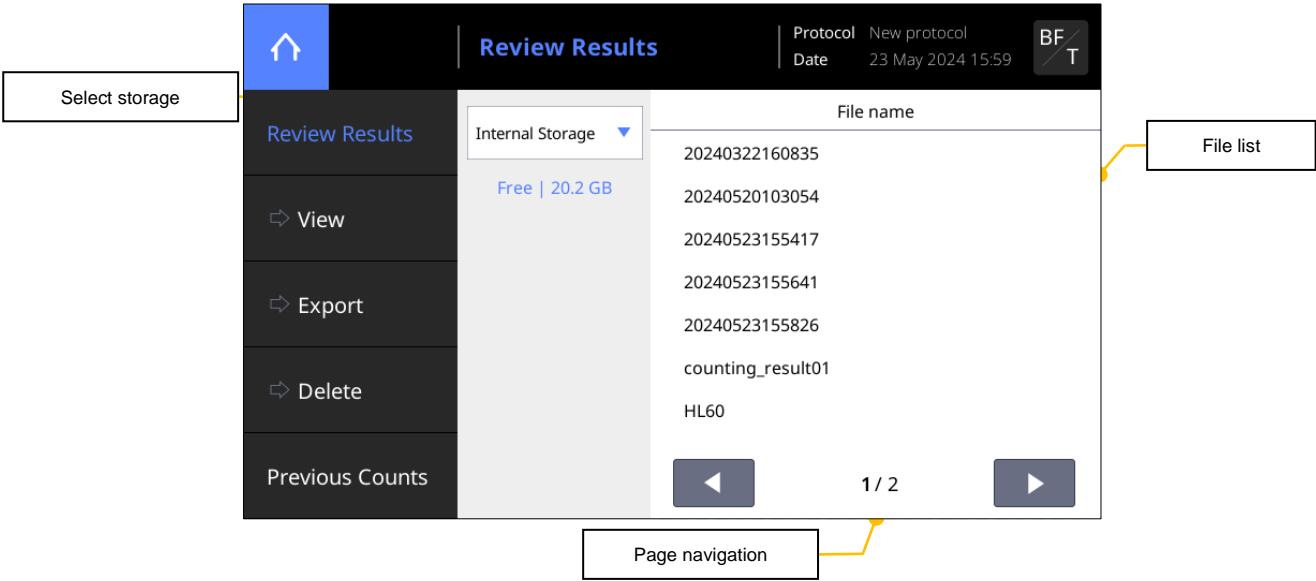 Review Results
Protocol New protocol
Date 23 May 2024 15:59
BF/T
Select storage
Review Results
View
Export
Delete
Previous Counts
Internal Storage
Free | 20.2 GB
File name
20240322160835
20240520103054
20240523155417
20240523155641
20240523155826
counting_result01
HL60
1 / 2
File list
Page navigation